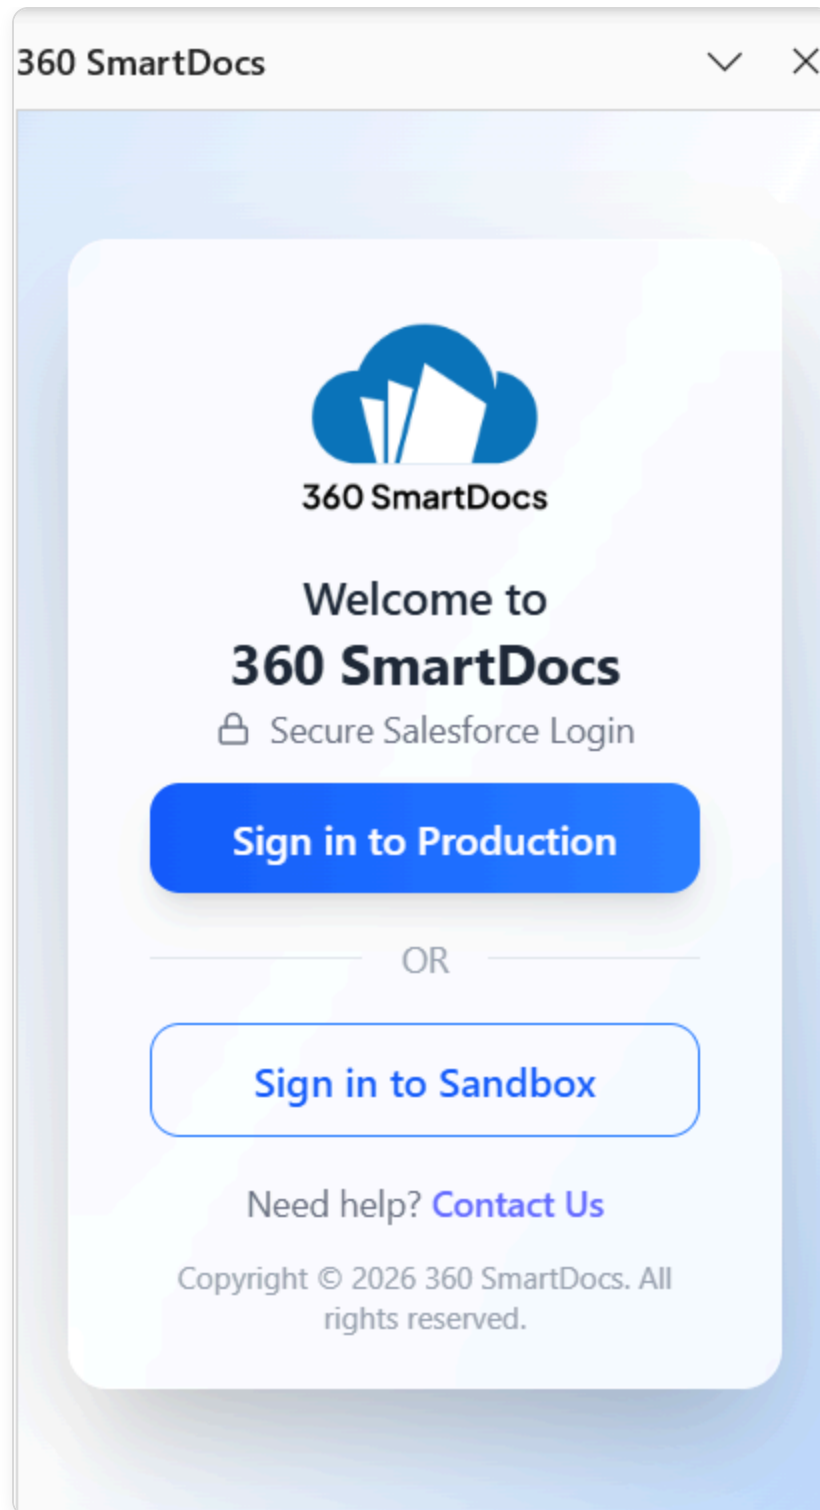 360 SmartDocs
360 SmartDocs
Welcome to
360 SmartDocs
Secure Salesforce Login
Sign in to Production
OR
Sign in to Sandbox
Need help? Contact Us
Copyright © 2026 360 SmartDocs. All
rights reserved.